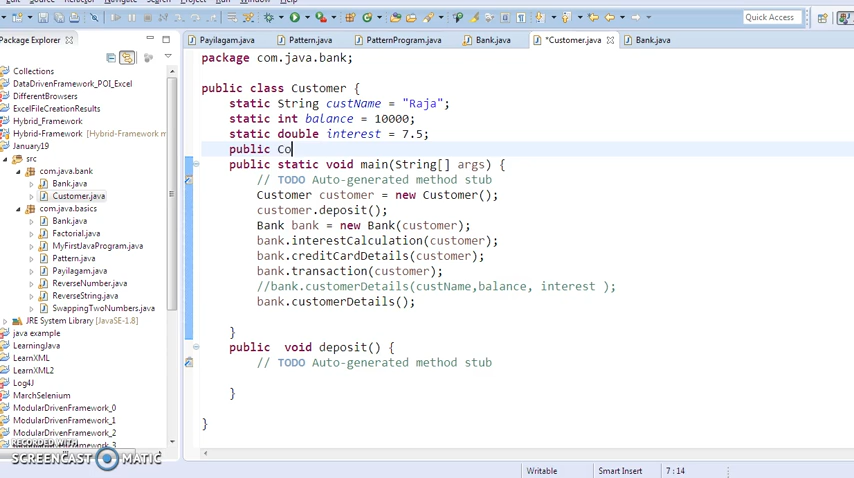 Quick Access
Package Explorer
Payilagam.java
Pattern.java
PatternProgram.java
Bank.java
*Customer.java
Bank.java
Collections
DataDrivenFramework_POI_Excel
Differences
ExcelFileCreationResults
Hybrid_Framework
Hybrid-Framework [Hybrid-Framework
January19
src
com.java.bank
Bank.java
Customer.java
com.java.basics
Bank.java
Factorial.java
MyFirstJavaProgram.java
Pattern.java
Payilagam.java
ReverseNumber.java
ReverseString.java
SwappingTwoNumbers.java
JRE System Library [JavaSE-1.8]
java example
LearningJava
LearnXML
LearnXML2
Log4J
MarchSelenium
ModularDrivenFramework_0
ModularDrivenFramework_1
ModularDrivenFramework_2
package com.java.bank;
public class Customer {
static String custName = "Raja";
static int balance = 10000;
static double interest = 7.5;
public Co
public static void main(String[] args) {
// TODO Auto-generated method stub
Customer customer = new Customer();
customer.deposit();
Bank bank = new Bank(customer);
bank.interestCalculation(customer);
bank.creditCardDetails(customer);
bank.transaction(customer);
//bank.customerDetails(custName,balance, interest );
bank.customerDetails();
}
public  void deposit() {
// TODO Auto-generated method stub
}
}
RECORDED WITH
SCREENCAST MATIC
Writable
Smart Insert
7 : 14